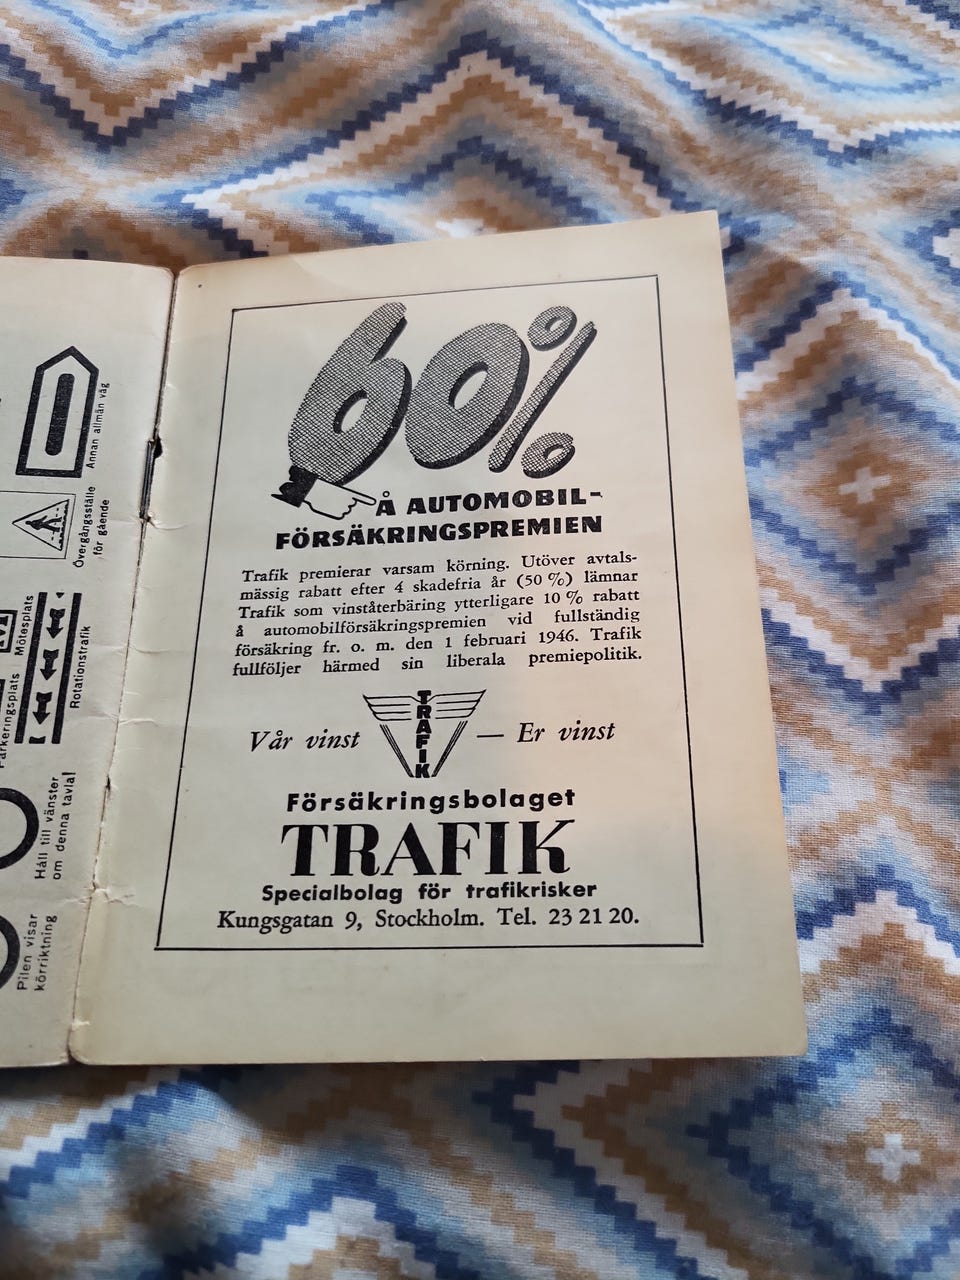 Annan allmän väg
Övergångsställe
för gående
Mötesplats
Parkeringsplats
Rotationstrafik
Håll till vänster
om denna tavla!
Pilen visar
körriktning
60%
Å AUTOMOBIL-
FÖRSÄKRINGSPREMIEN
Trafik premierar varsam körning. Utöver avtals-
mässig rabatt efter 4 skadefria år (50 %) lämnar
Trafik som vinståterbäring ytterligare 10 % rabatt
å automobilförsäkringspremien vid fullständig
försäkring fr. o. m. den 1 februari 1946. Trafik
fullföljer härmed sin liberala premiepolitik.
Vår vinst TRAFIK — Er vinst
Försäkringsbolaget
TRAFIK
Specialbolag för trafikrisker
Kungsgatan 9, Stockholm. Tel. 23 21 20.